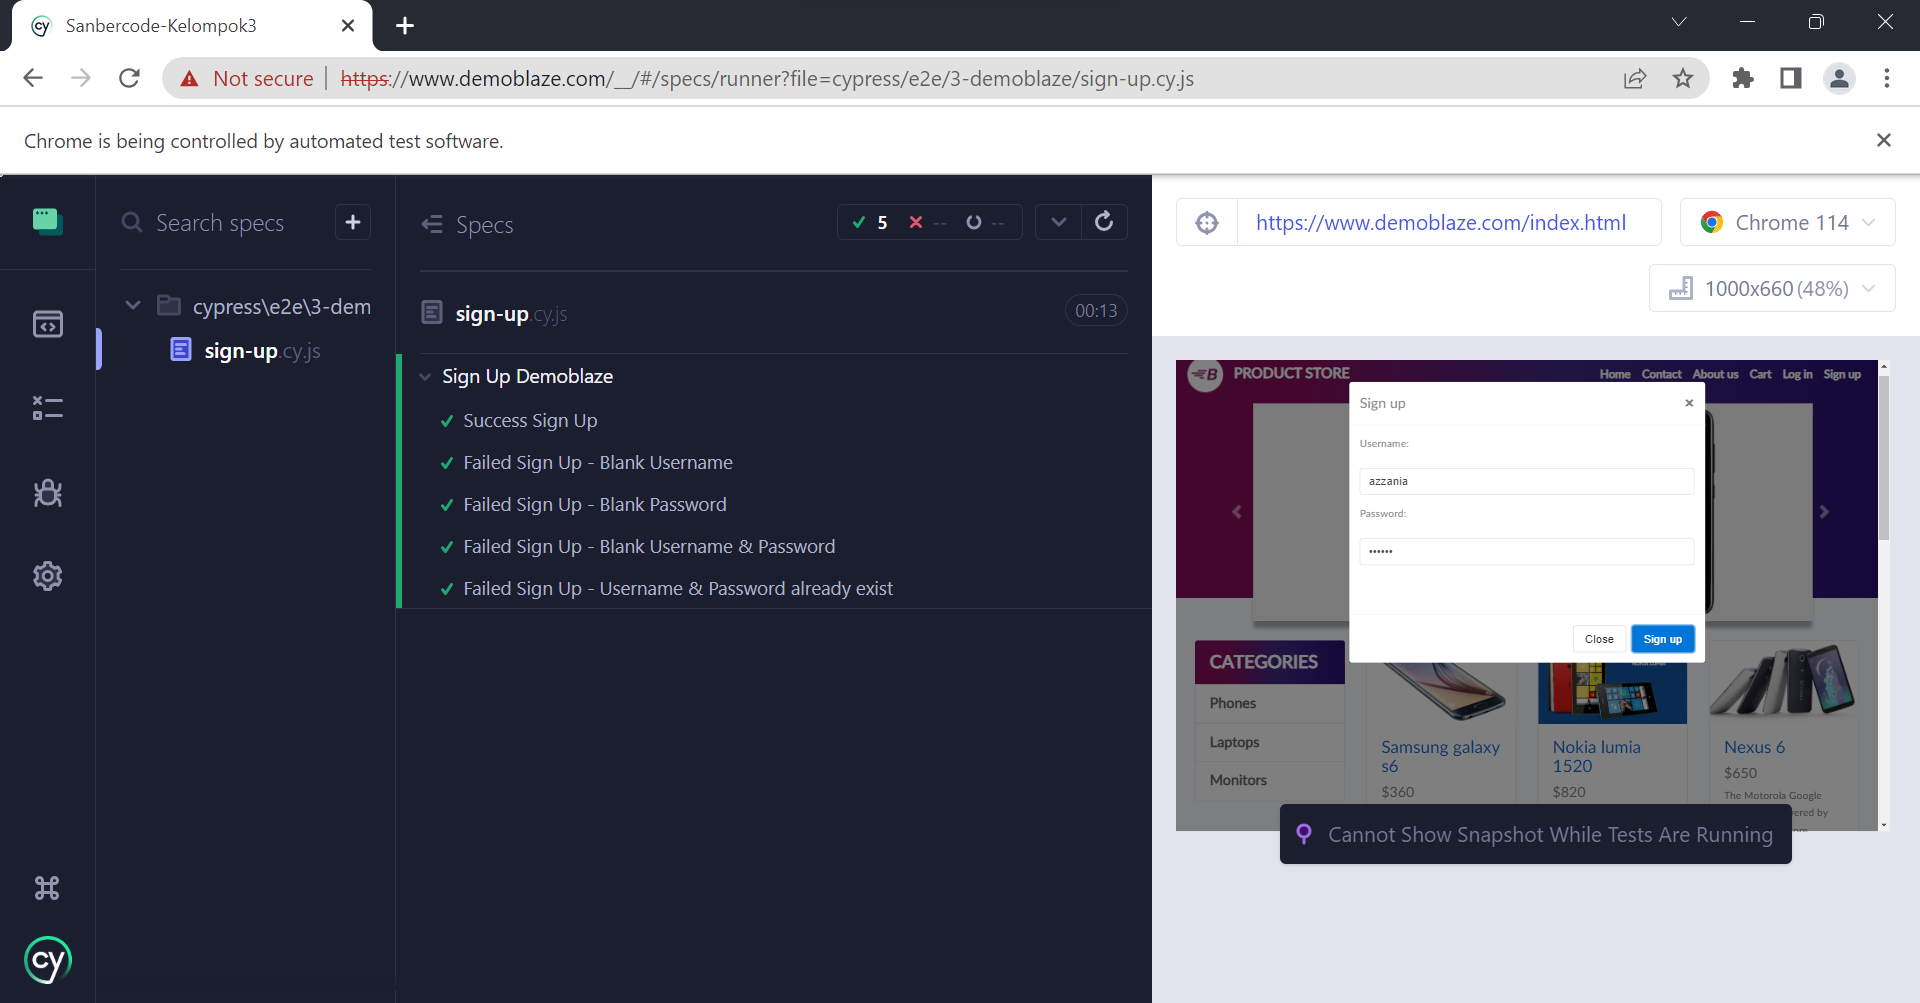 cy Sanbercode-Kelompok3
Not secure https://www.demoblaze.com/__/#/specs/runner?file=cypress/e2e/3-demoblaze/sign-up.cy.js
Chrome is being controlled by automated test software.
Search specs
cypress\e2e\3-dem
sign-up.cy.js
cy
Specs
5 -- --
sign-up.cy.js
00:13
Sign Up Demoblaze
Success Sign Up
Failed Sign Up - Blank Username
Failed Sign Up - Blank Password
Failed Sign Up - Blank Username & Password
Failed Sign Up - Username & Password already exist
https://www.demoblaze.com/index.html
Chrome 114
1000x660 (48%)
B PRODUCT STORE
Home Contact About us Cart Log in Sign up
Sign up
Username:
azzania
Password:
••••••
Close Sign up
CATEGORIES
Phones
Laptops
Monitors
Samsung galaxy
s6
$360
Nokia lumia
1520
$820
Nexus 6
$650
The Motorola Google
ered by
Cannot Show Snapshot While Tests Are Running